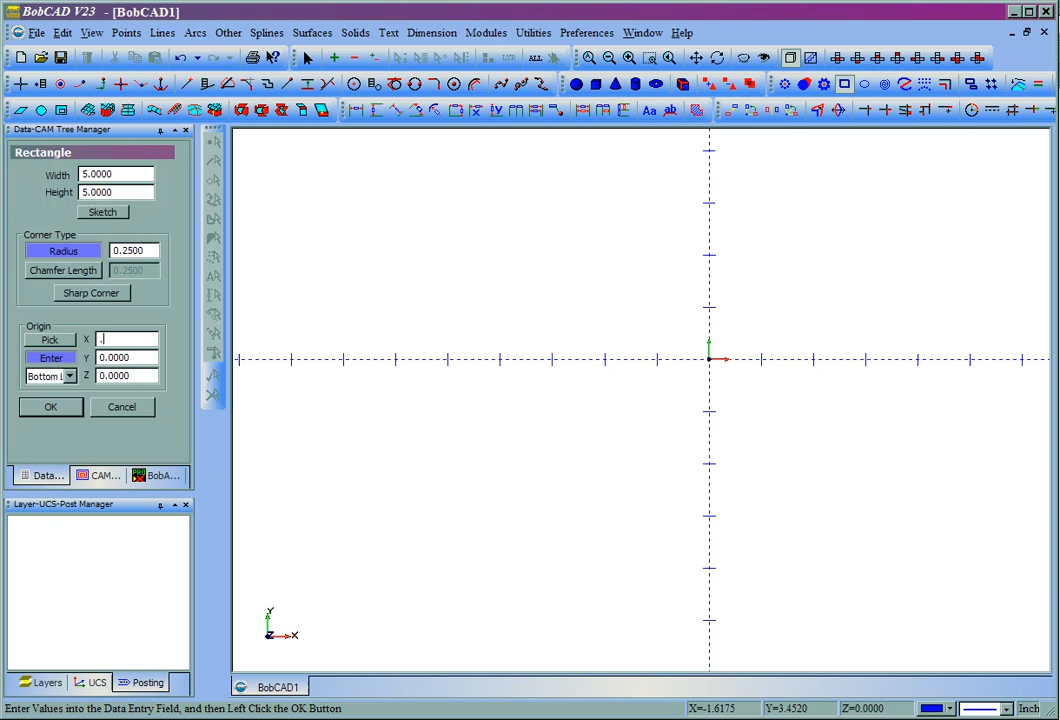 BobCAD V23 - [BobCAD1]
File Edit View Points Lines Arcs Other Splines Surfaces Solids Text Dimension Modules Utilities Preferences Window Help
ALL
Aa ab
Data-CAM Tree Manager
Rectangle
Width 5.0000
Height 5.0000
Sketch
Corner Type
Radius 0.2500
Chamfer Length 0.2500
Sharp Corner
Origin
Pick X .
Enter Y 0.0000
Bottom L Z 0.0000
OK Cancel
Data... CAM... BobA...
Layer-UCS-Post Manager
Y
Z X
Layers UCS Posting
BobCAD1
Enter Values into the Data Entry Field, and then Left Click the OK Button X=-1.6175 Y=3.4520 Z=0.0000 Inch